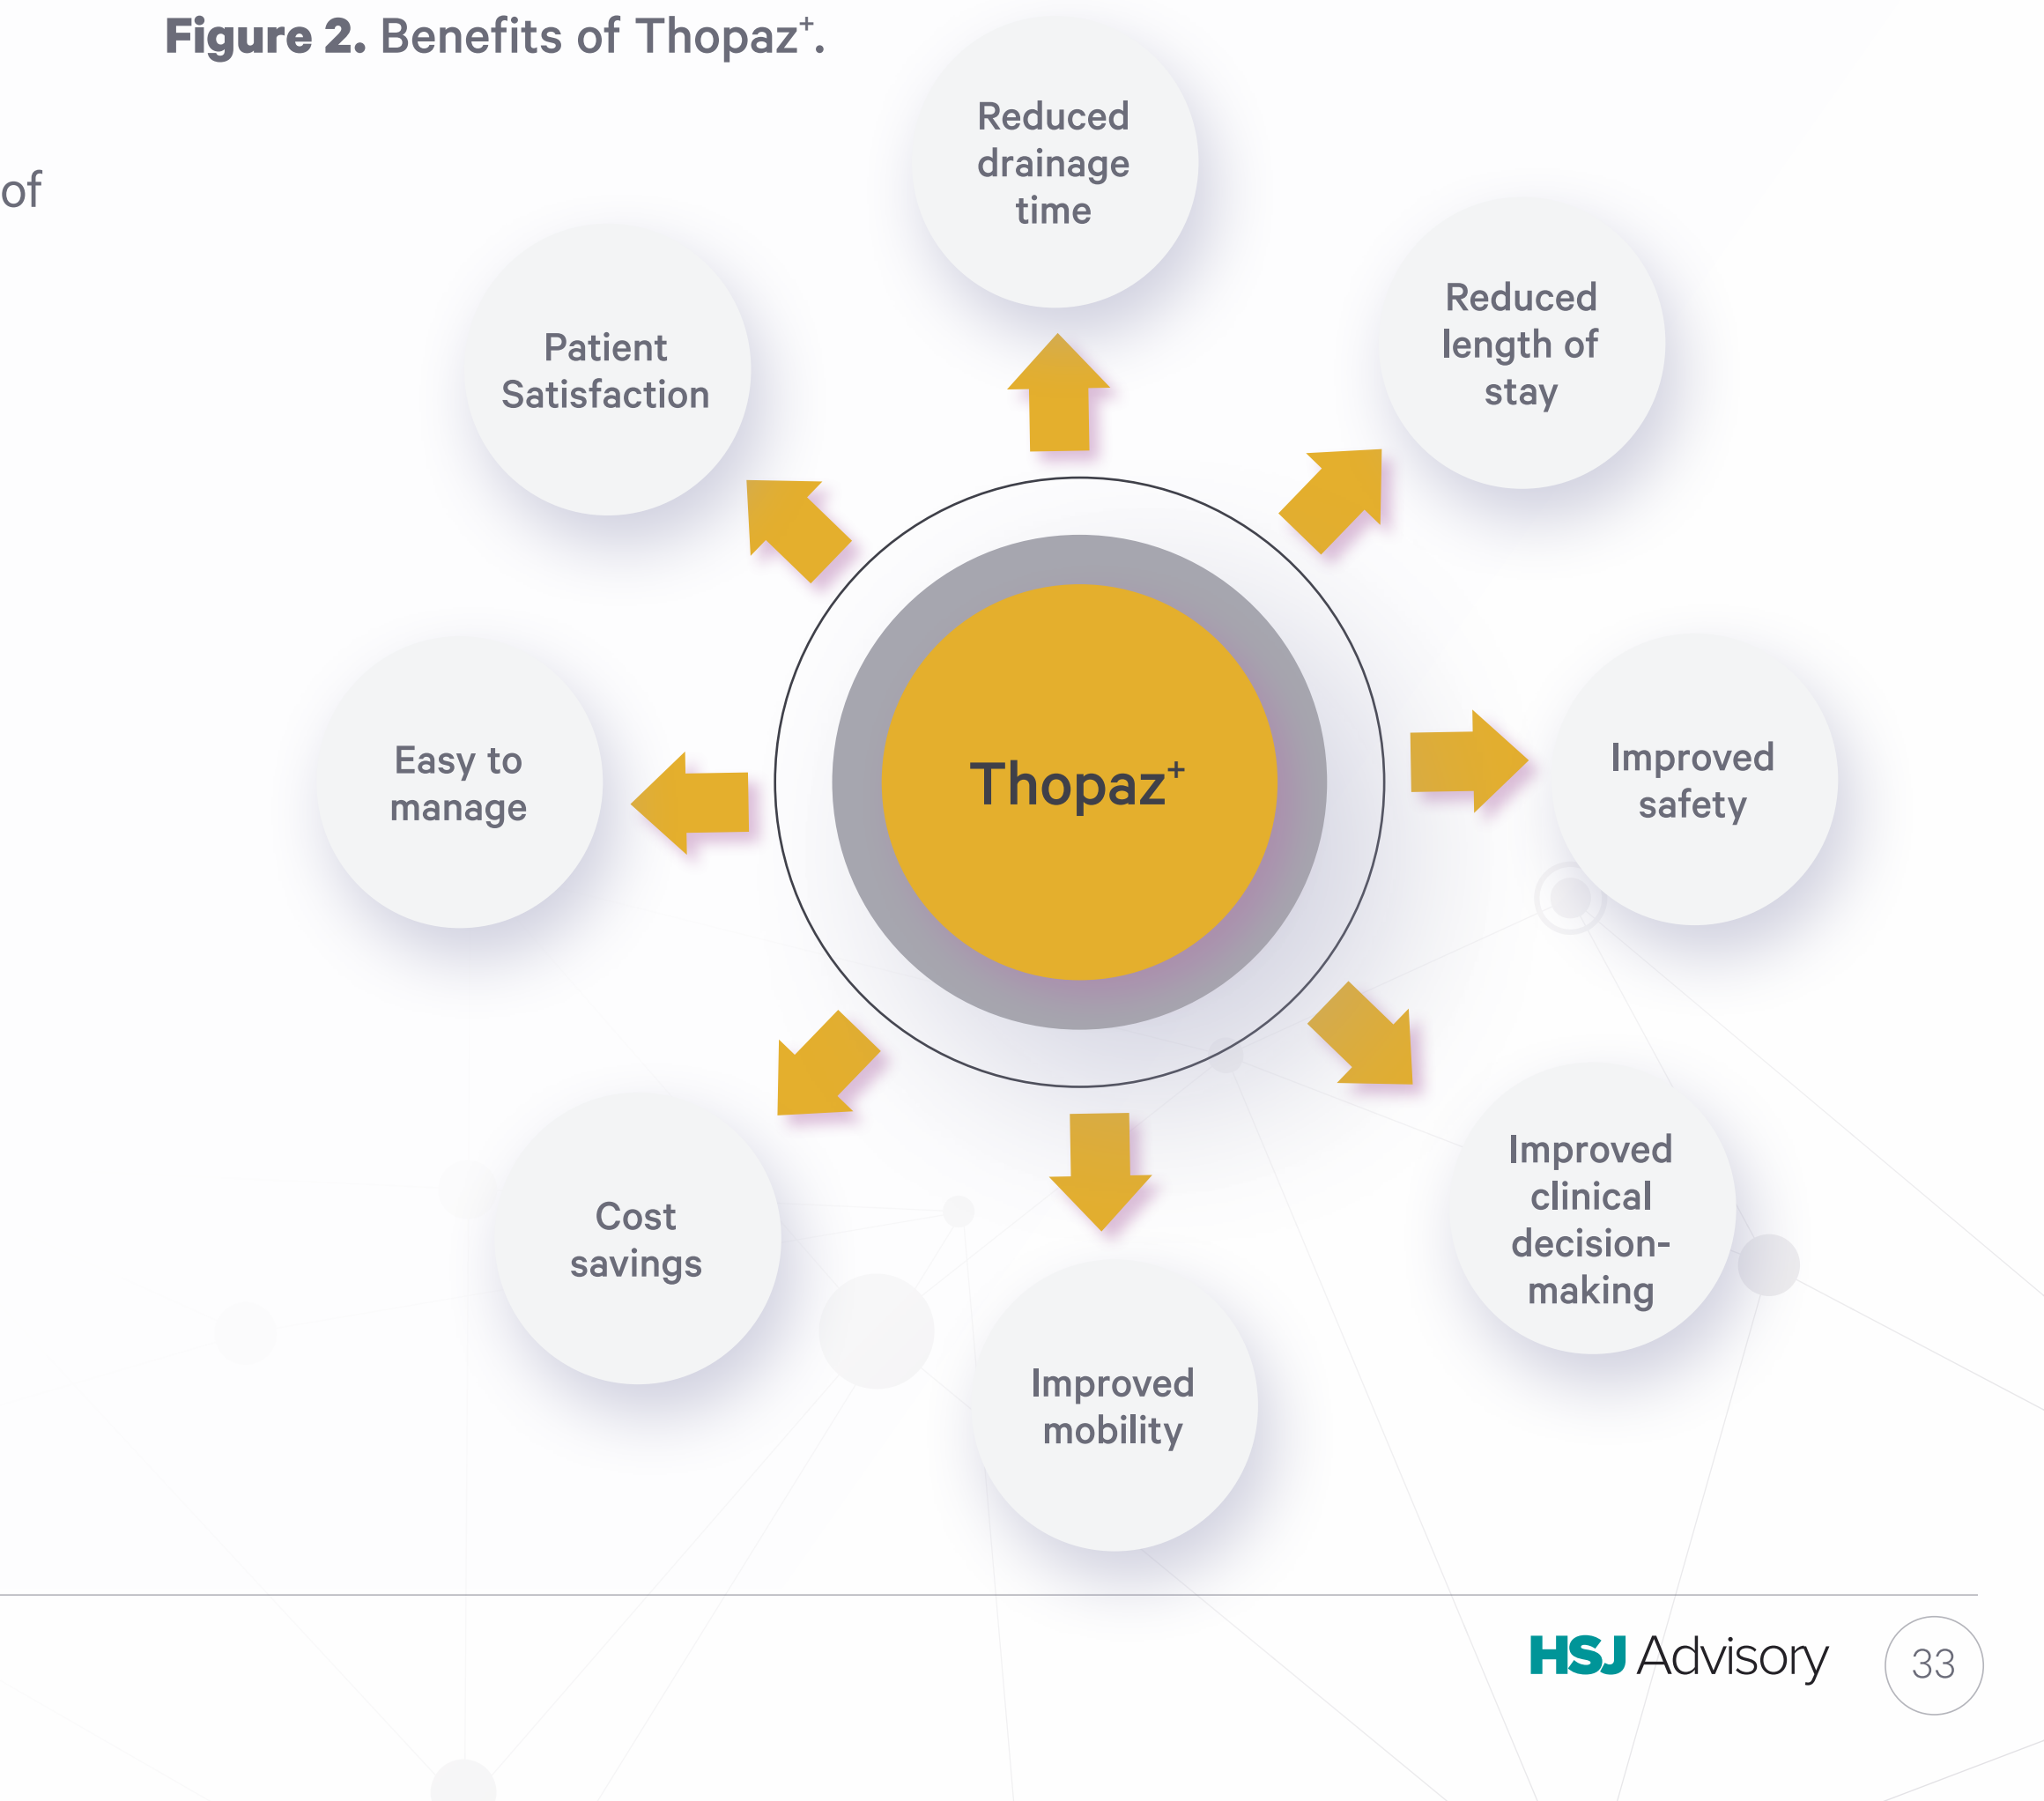 Figure 2. Benefits of Thopaz⁺.
of
Reduced
drainage
time
Reduced
length of
stay
Improved
safety
Improved
clinical
decision-
making
Improved
mobility
Cost
savings
Easy to
manage
Patient
Satisfaction
Thopaz⁺
HSJ Advisory
33